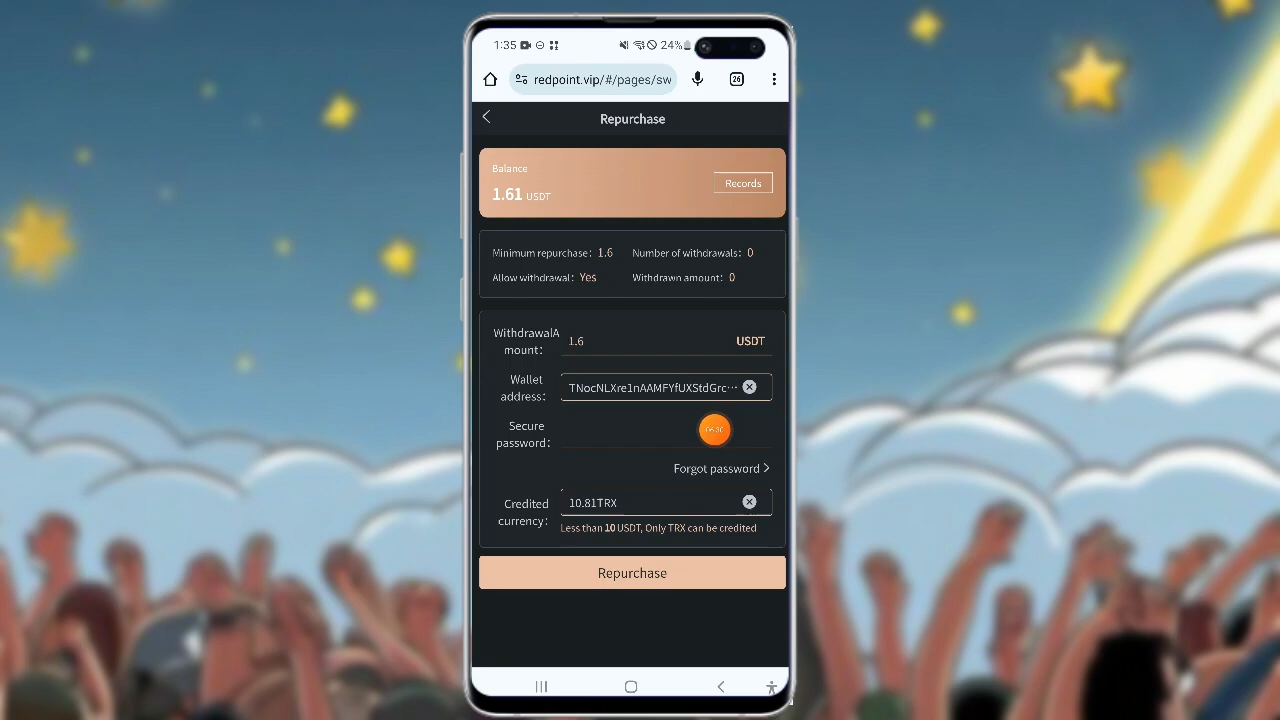 1:35
24%
redpoint.vip/#/pages/sw
26
Repurchase
Balance
1.61 USDT
Records
Minimum repurchase: 1.6
Number of withdrawals: 0
Allow withdrawal: Yes
Withdrawn amount: 0
WithdrawalA
mount:
1.6
USDT
Wallet
address:
TNocNLXre1nAAMFYfUXStdGrc···
Secure
password:
Forgot password >
Credited
currency:
10.81TRX
Less than 10 USDT, Only TRX can be credited
Repurchase